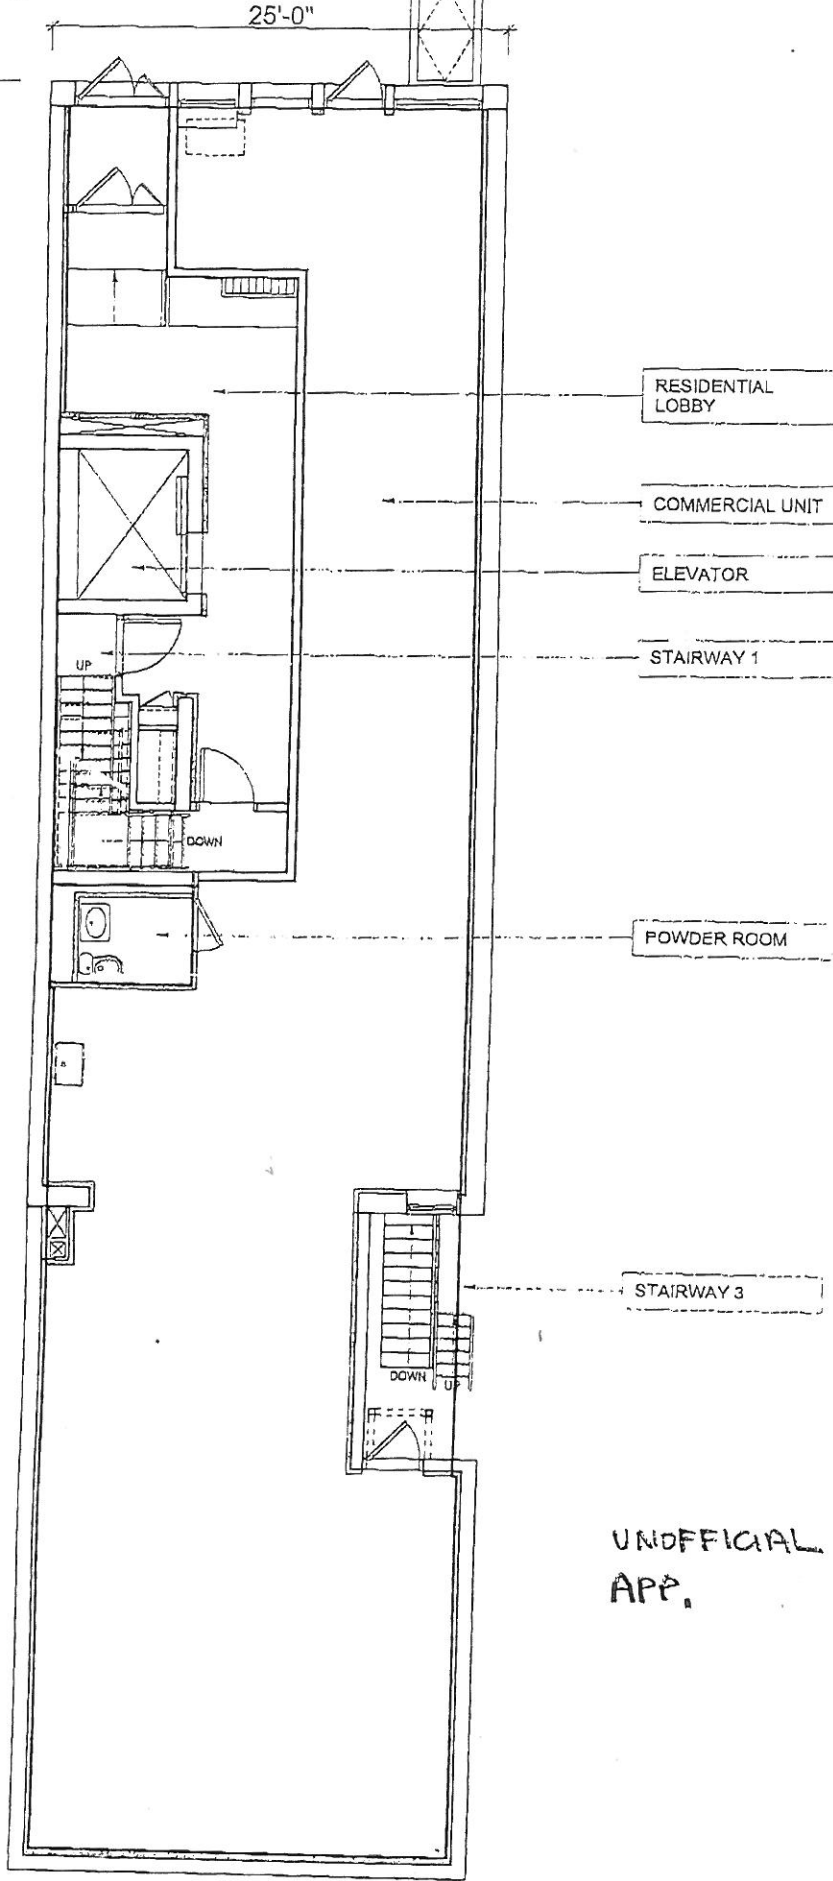 25'-0"
RESIDENTIAL
LOBBY
COMMERCIAL UNIT
ELEVATOR
STAIRWAY 1
UP
DOWN
POWDER ROOM
STAIRWAY 3
DOWN
UP
UNOFFICIAL
APP.